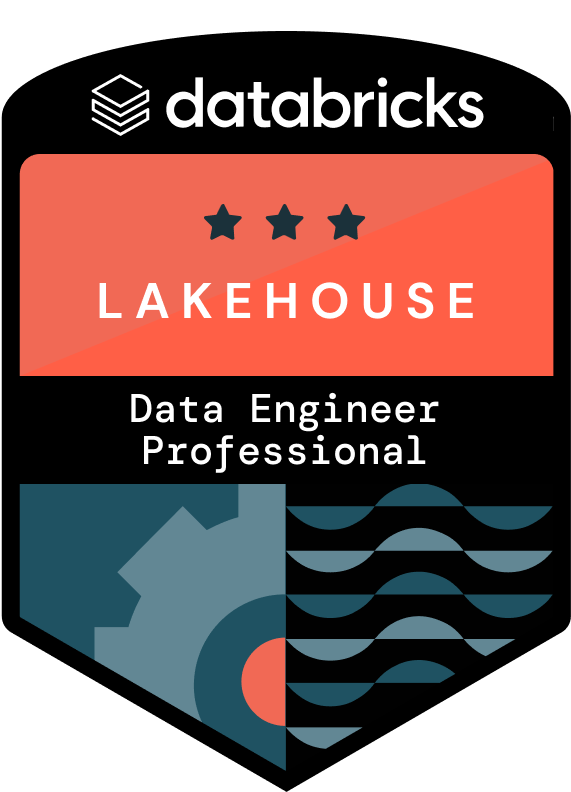 databricks
LAKEHOUSE
Data Engineer
Professional